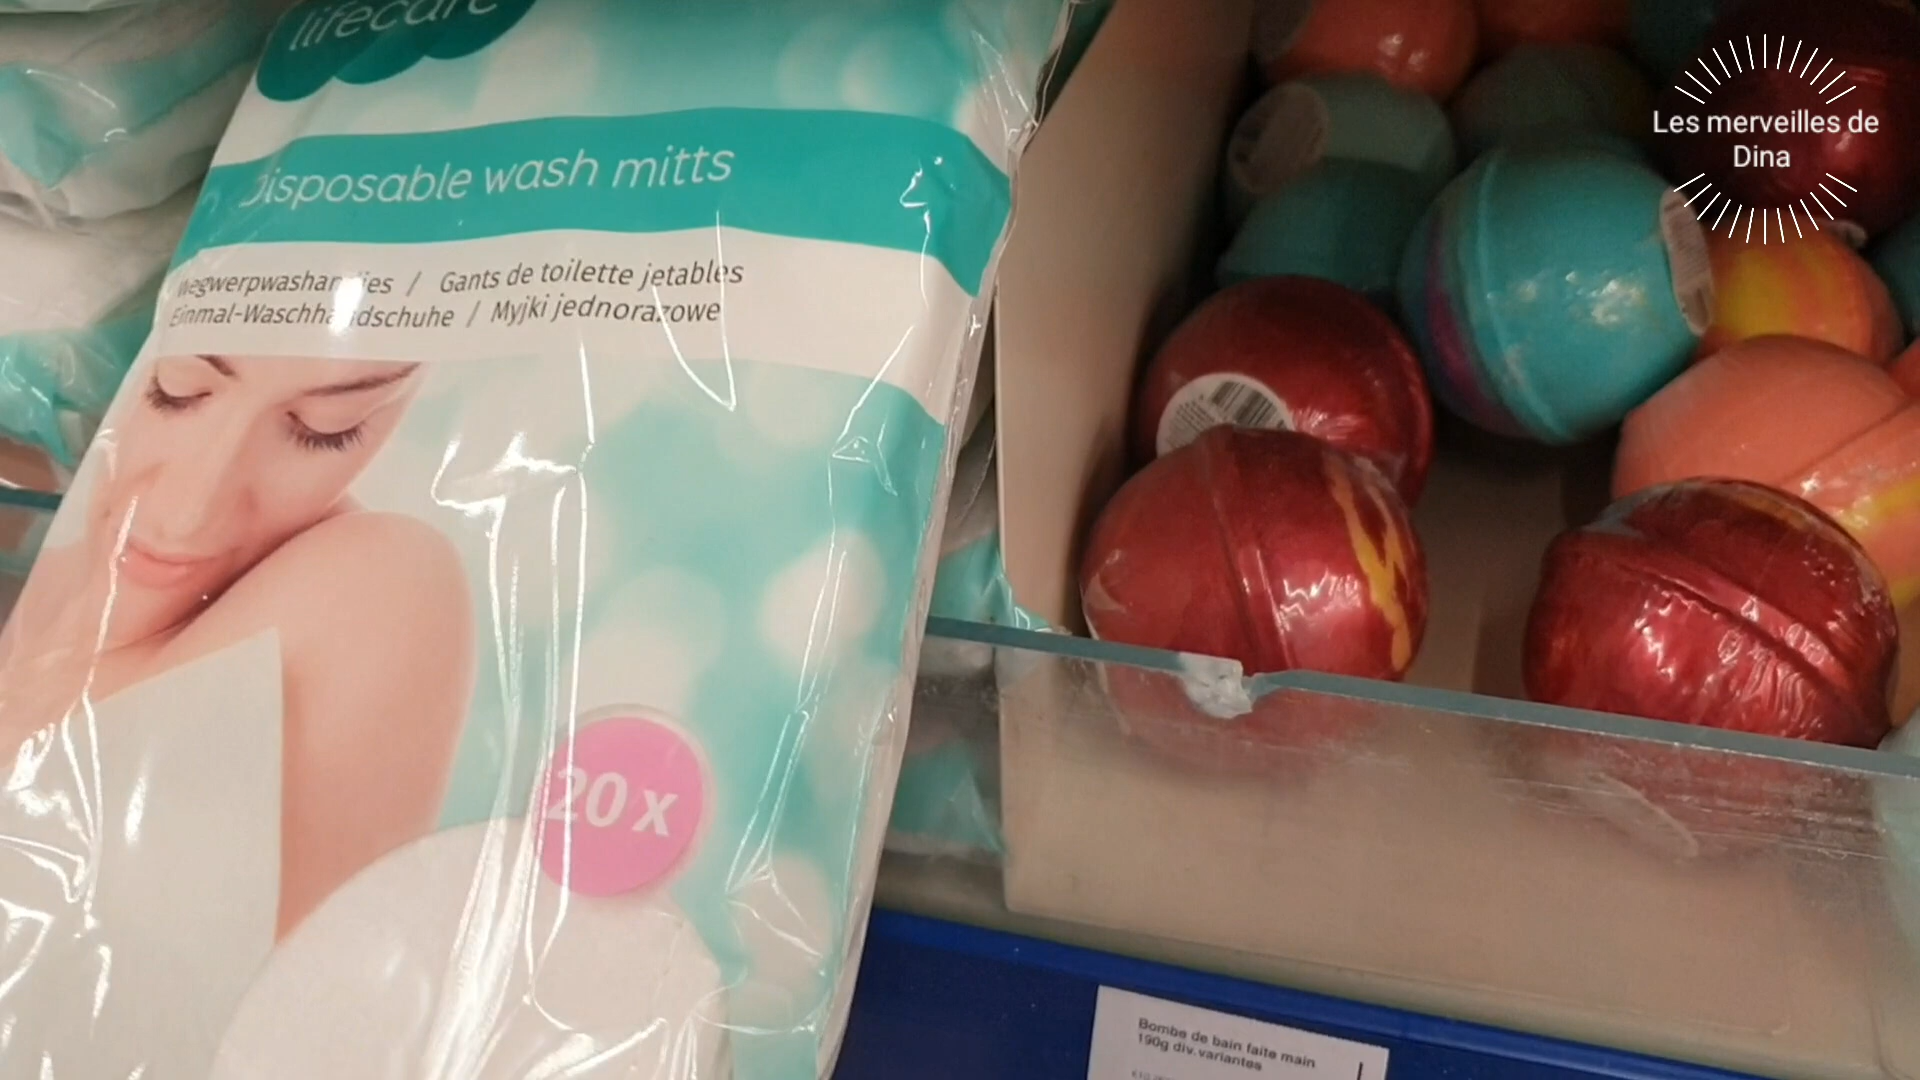 lifecare
Disposable wash mitts
Wegwerpwashandjes / Gants de toilette jetables
Einmal-Waschhandschuhe / Myjki jednorazowe
20 x
Les merveilles de
Dina
Bombe de bain faite main
190g div.variantes